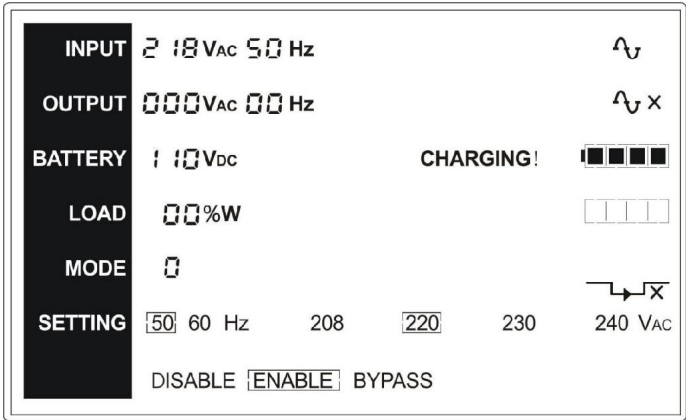 INPUT 218 VAC 50 Hz
OUTPUT 000 VAC 00 Hz
BATTERY 110 VDC CHARGING!
LOAD 00 %W
MODE 0
SETTING 50 60 Hz 208 220 230 240 VAC
DISABLE ENABLE BYPASS